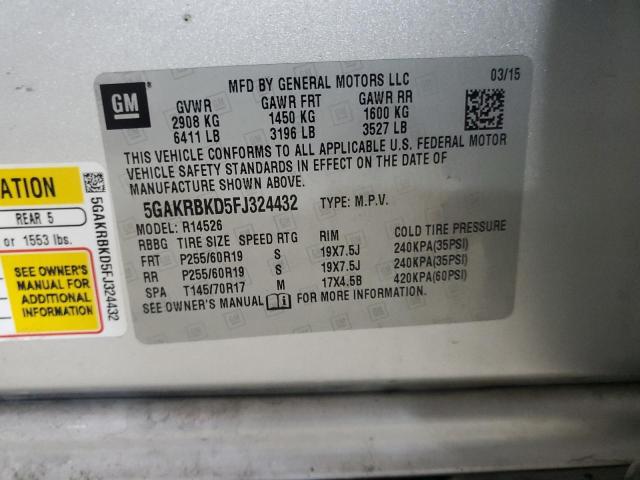 MFD BY GENERAL MOTORS LLC 03/15
GM
GVWR GAWR FRT GAWR RR
2908 KG 1450 KG 1600 KG
6411 LB 3196 LB 3527 LB
THIS VEHICLE CONFORMS TO ALL APPLICABLE U.S. FEDERAL MOTOR
VEHICLE SAFETY STANDARDS IN EFFECT ON THE DATE OF
MANUFACTURE SHOWN ABOVE.
5GAKRBKD5FJ324432 TYPE: M.P.V.
MODEL: R14526
RBBG TIRE SIZE SPEED RTG RIM COLD TIRE PRESSURE
FRT P255/60R19 S 19X7.5J 240KPA(35PSI)
RR P255/60R19 S 19X7.5J 240KPA(35PSI)
SPA T145/70R17 M 17X4.5B 420KPA(60PSI)
SEE OWNER'S MANUAL FOR MORE INFORMATION.
REAR 5
or 1553 lbs.
SEE OWNER'S
MANUAL FOR
ADDITIONAL
INFORMATION
5GAKRBKD5FJ324432